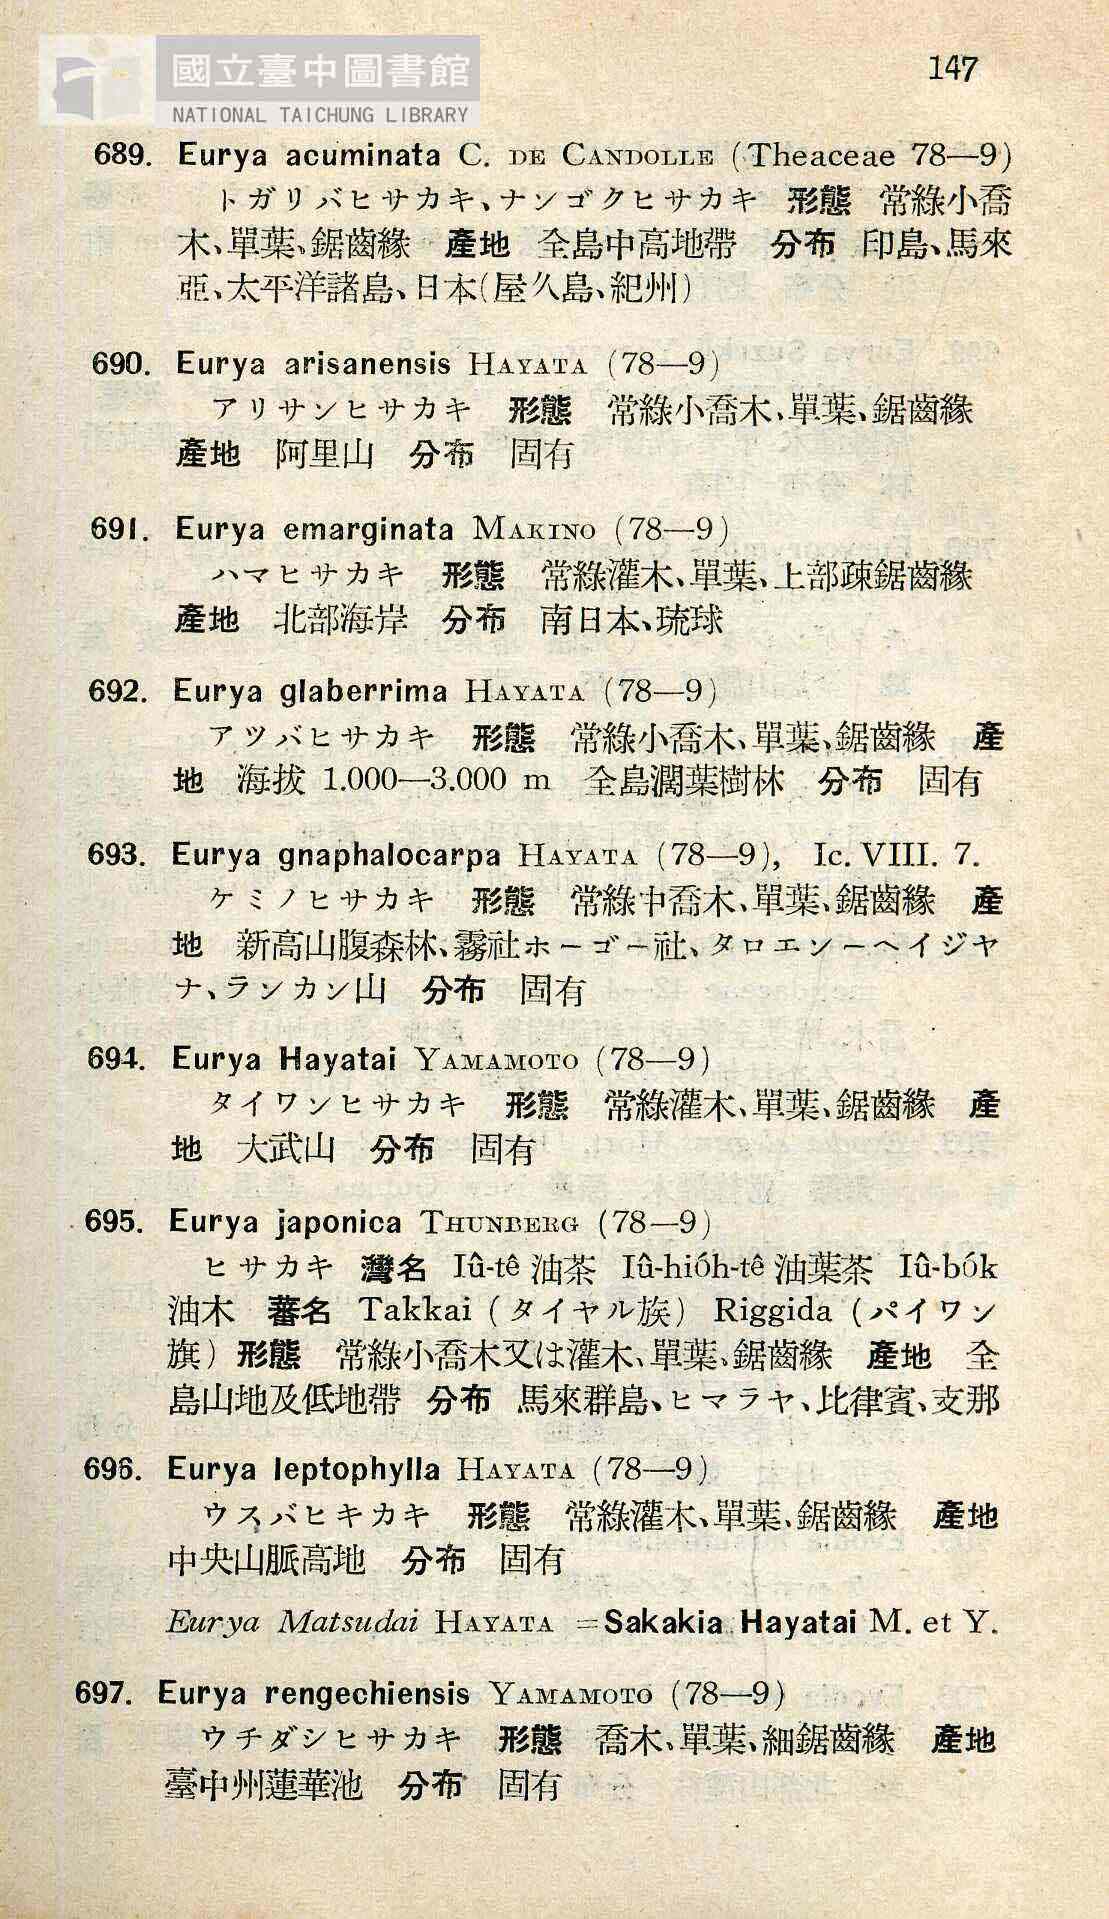 國立臺中圖書館
NATIONAL TAICHUNG LIBRARY
147
689. Eurya acuminata C. DE CANDOLLE (Theaceae 78—9)
トガリバヒサカキ、ナンゴクヒサカキ 形態 常綠小喬
木、單葉、鋸齒緣 產地 全島中高地帶 分布 印島、馬來
亞、太平洋諸島、日本(屋久島、紀州)
690. Eurya arisanensis HAYATA (78—9)
アリサンヒサカキ 形態 常綠小喬木、單葉、鋸齒緣
產地 阿里山 分布 固有
691. Eurya emarginata MAKINO (78—9)
ハマヒサカキ 形態 常綠灌木、單葉、上部疎鋸齒緣
產地 北部海岸 分布 南日本、琉球
692. Eurya glaberrima HAYATA (78—9)
アツバヒサカキ 形態 常綠小喬木、單葉、鋸齒緣 產
地 海拔 1.000—3.000 m 全島濶葉樹林 分布 固有
693. Eurya gnaphalocarpa HAYATA (78—9), Ic. VIII. 7.
ケミノヒサカキ 形態 常綠中喬木、單葉、鋸齒緣 產
地 新高山腹森林、霧社ホーゴー社、タロエンーヘイジヤ
ナ、ランカン山 分布 固有
694. Eurya Hayatai YAMAMOTO (78—9)
タイワンヒサカキ 形態 常綠灌木、單葉、鋸齒緣 產
地 大武山 分布 固有
695. Eurya japonica THUNBERG (78—9)
ヒサカキ 灣名 Iû-tê 油茶 Iû-hióh-tê 油葉茶 Iû-bók
油木 蕃名 Takkai (タイヤル族) Riggida (パイワン
旗) 形態 常綠小喬木又は灌木、單葉、鋸齒緣 產地 全
島山地及低地帶 分布 馬來群島、ヒマラヤ、比律賓、支那
696. Eurya leptophylla HAYATA (78—9)
ウスバヒキカキ 形態 常綠灌木、單葉、鋸齒緣 產地
中央山脈高地 分布 固有
Eurya Matsudai HAYATA =Sakakia Hayatai M. et Y.
697. Eurya rengechiensis YAMAMOTO (78—9)
ウチダシヒサカキ 形態 喬木、單葉、細鋸齒緣 產地
臺中州蓮華池 分布 固有